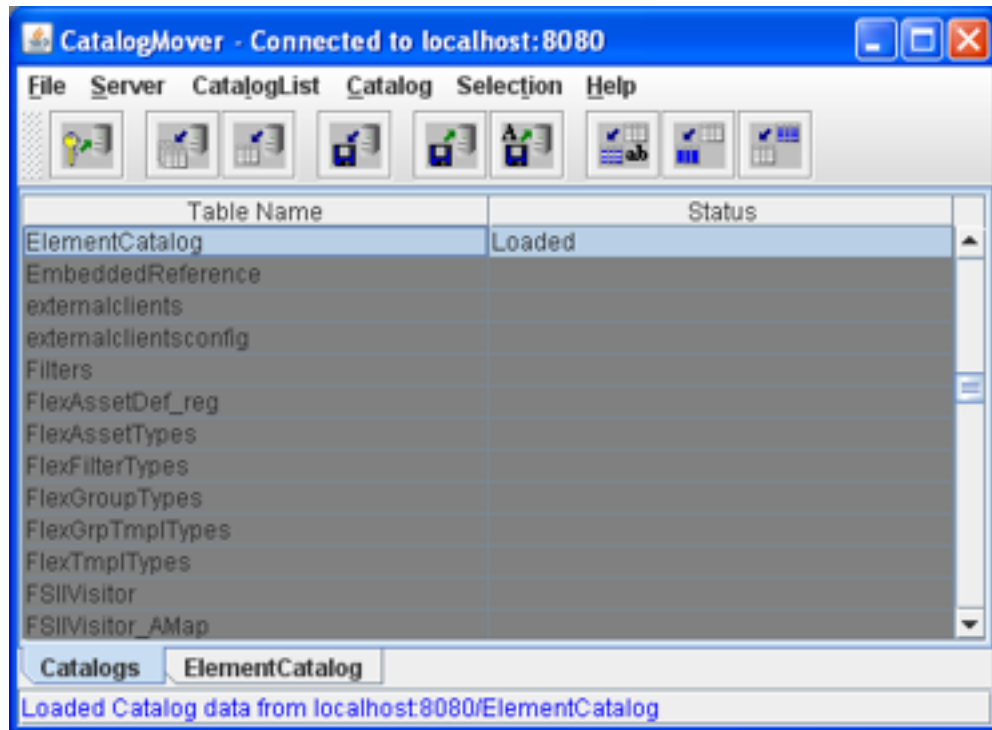 CatalogMover - Connected to localhost:8080
File Server CatalogList Catalog Selection Help
A ab
Table Name Status
ElementCatalog Loaded
EmbeddedReference
externalclients
externalclientsconfig
Filters
FlexAssetDef_reg
FlexAssetTypes
FlexFilterTypes
FlexGroupTypes
FlexGrpTmplTypes
FlexTmplTypes
FSIIVisitor
FSIIVisitor_AMap
Catalogs ElementCatalog
Loaded Catalog data from localhost:8080/ElementCatalog